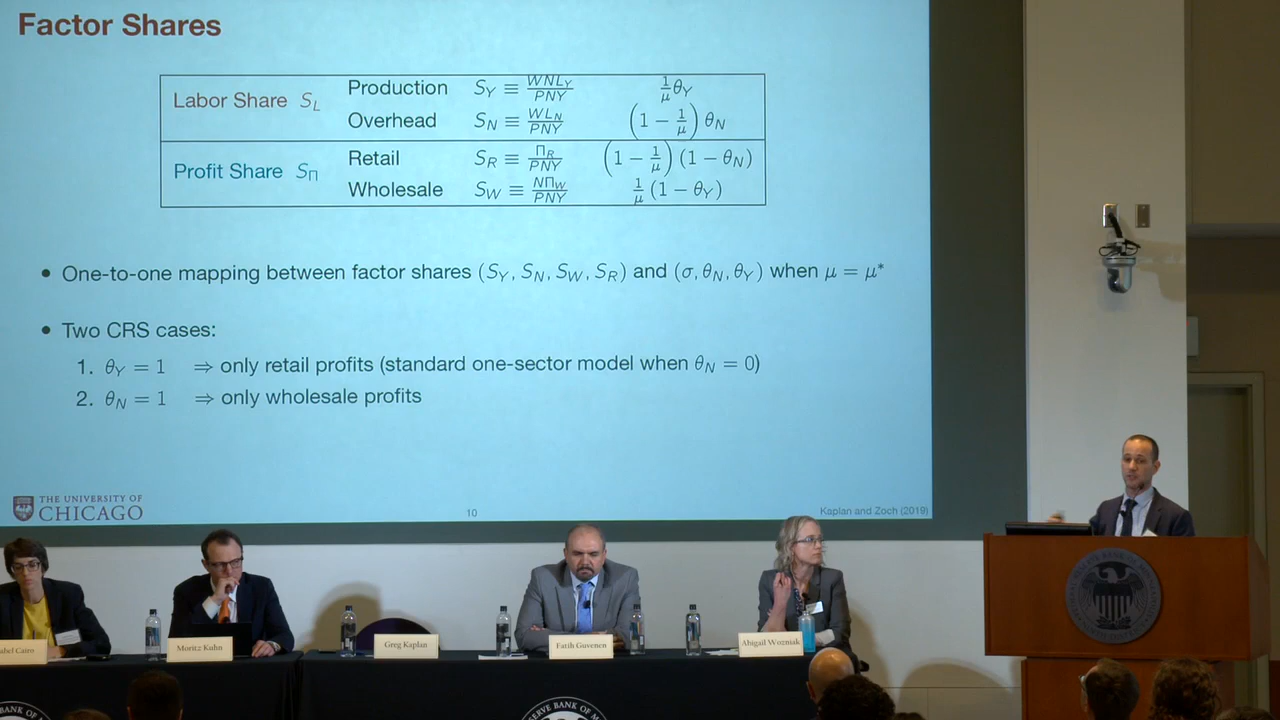 Factor Shares
Labor Share S_L Production S_Y ≡ WNL_Y/PNY 1/μ θ_Y
Overhead S_N ≡ WL_N/PNY (1 − 1/μ) θ_N
Profit Share S_Π Retail S_R ≡ Π_R/PNY (1 − 1/μ) (1 − θ_N)
Wholesale S_W ≡ NΠ_W/PNY 1/μ (1 − θ_Y)
• One-to-one mapping between factor shares (S_Y, S_N, S_W, S_R) and (σ, θ_N, θ_Y) when μ = μ*
• Two CRS cases:
1. θ_Y = 1 ⇒ only retail profits (standard one-sector model when θ_N = 0)
2. θ_N = 1 ⇒ only wholesale profits
THE UNIVERSITY OF
CHICAGO
10
Kaplan and Zoch (2019)
Moritz Kuhn
Greg Kaplan
Fatih Guvenen
Abigail Wozniak